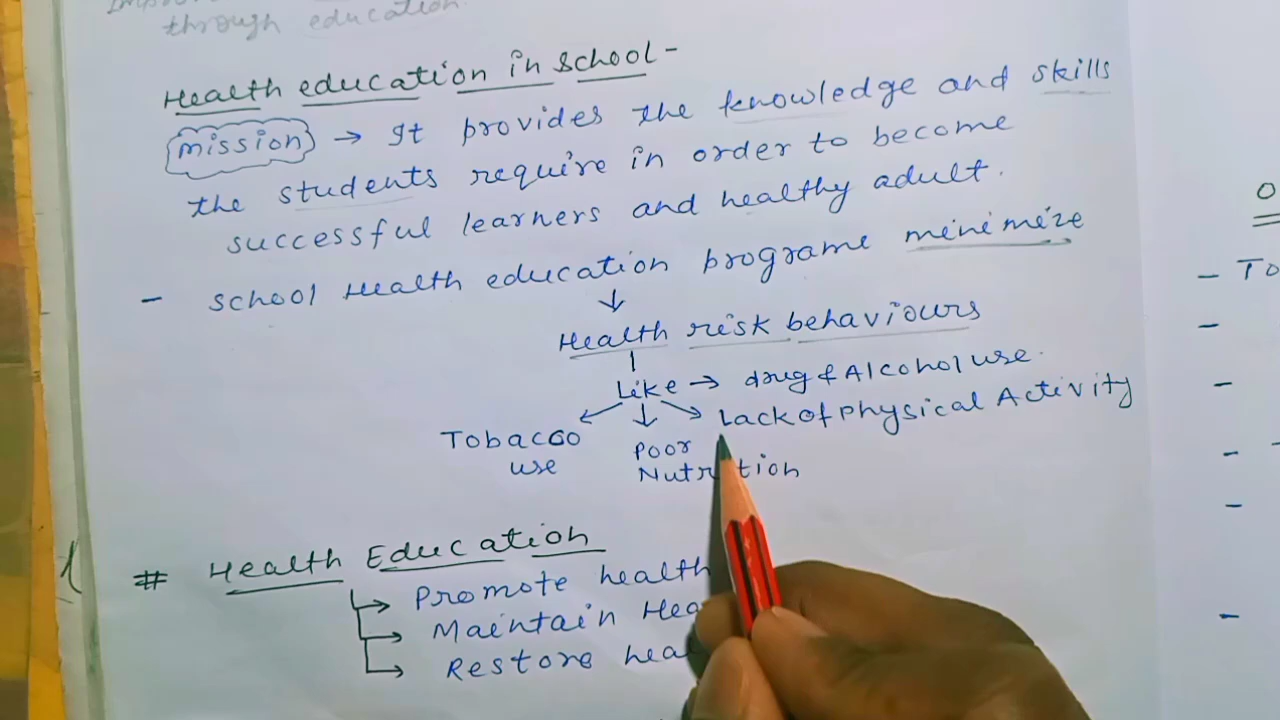 through education.
Health education in school -
mission → It provides the knowledge and skills
the students require in order to become
successful learners and healthy adult.
- School Health education programe minimize
↓
Health risk behaviours
Like → drug & Alcohol use.
Lack of Physical Activity
Tobacco use
Poor Nutrition
# Health Education
→ Promote health
→ Maintain Hea
→ Restore heal
O
- To
-
-
-
-
-